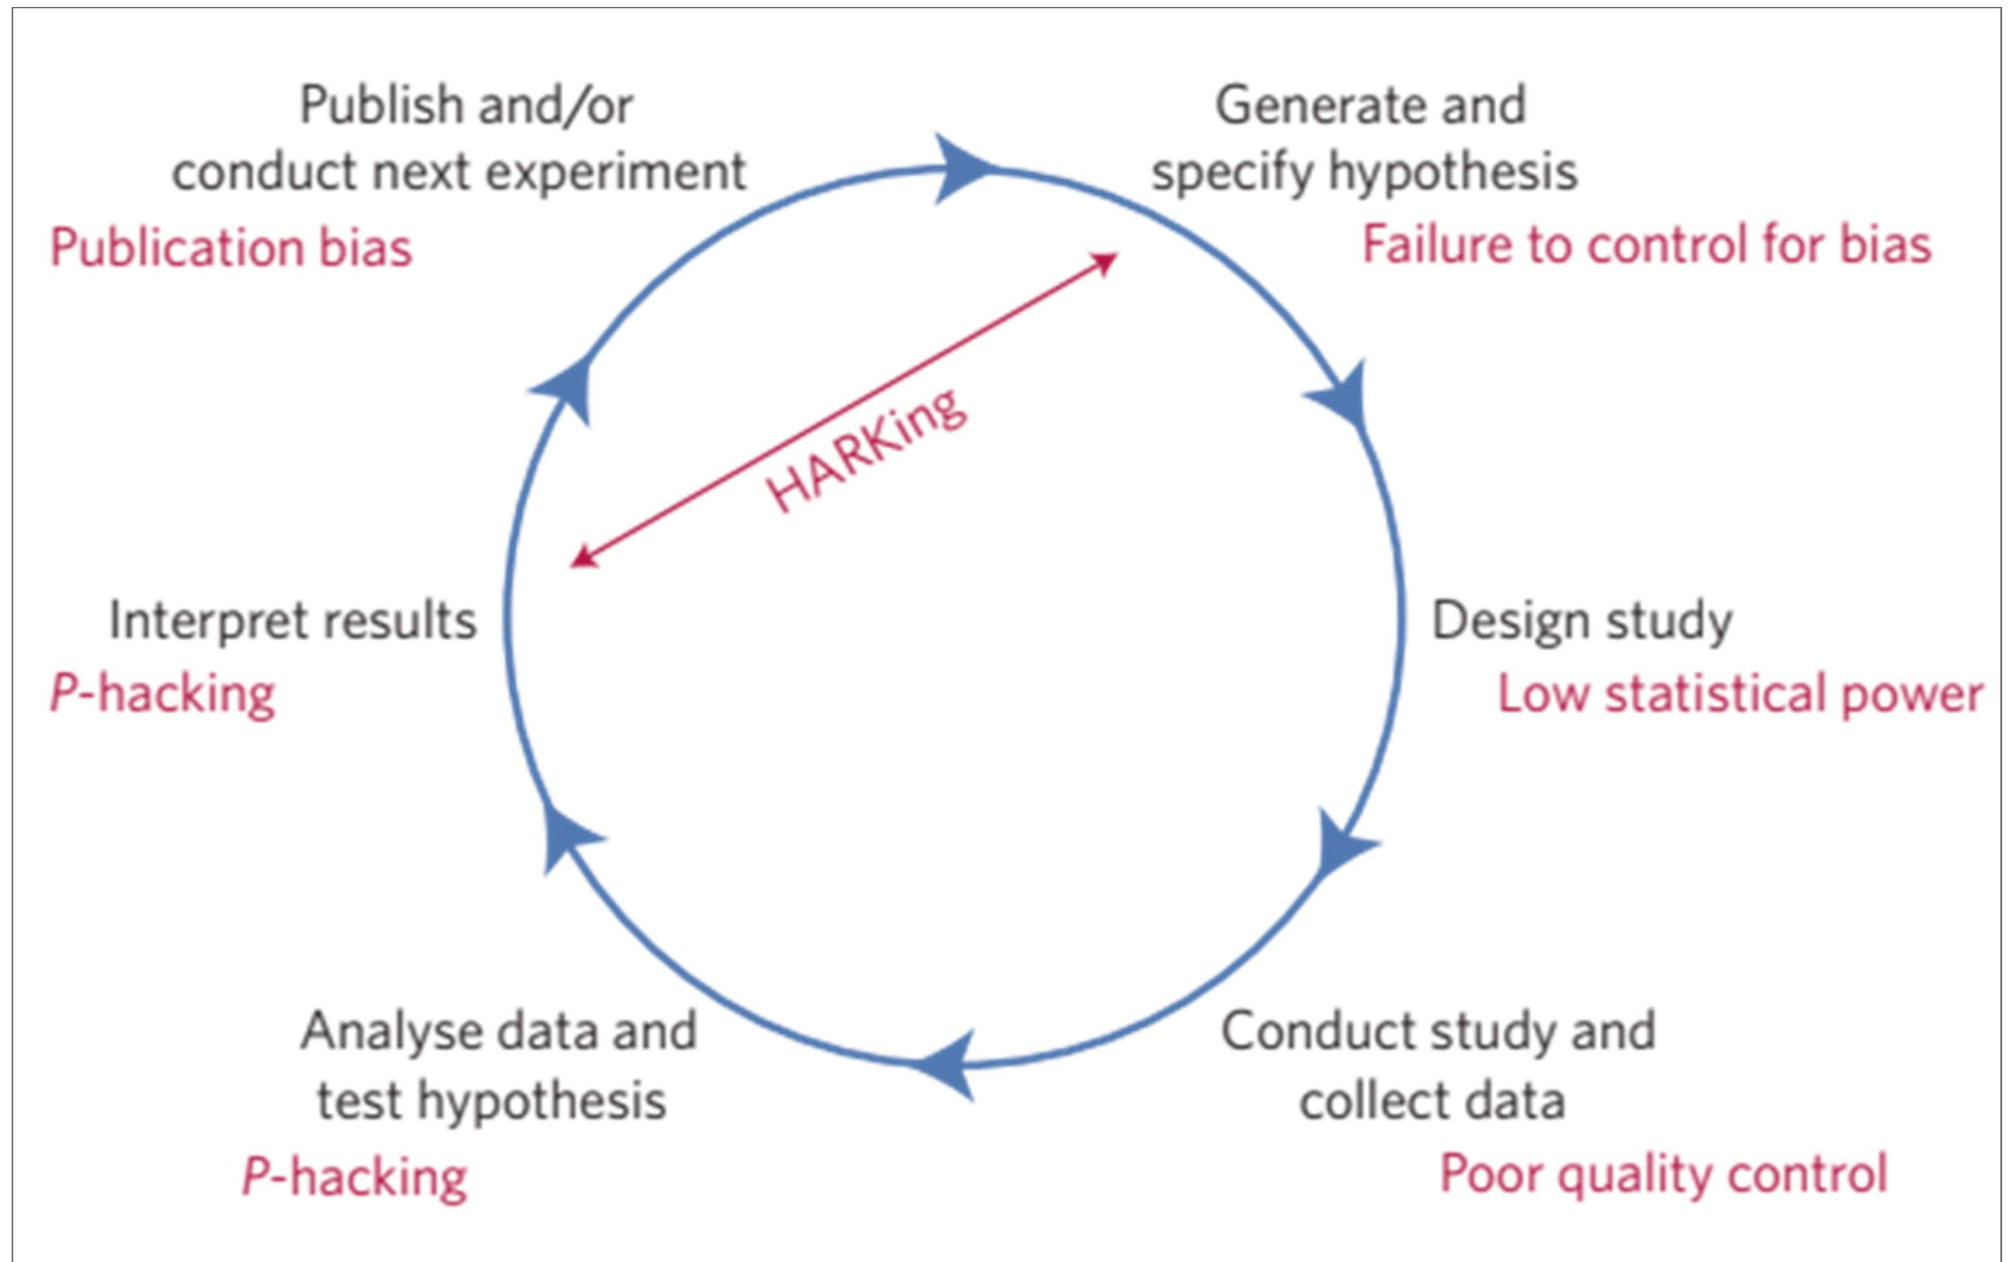 Publish and/or
conduct next experiment
Publication bias
Generate and
specify hypothesis
Failure to control for bias
HARKing
Interpret results
P-hacking
Design study
Low statistical power
Analyse data and
test hypothesis
P-hacking
Conduct study and
collect data
Poor quality control